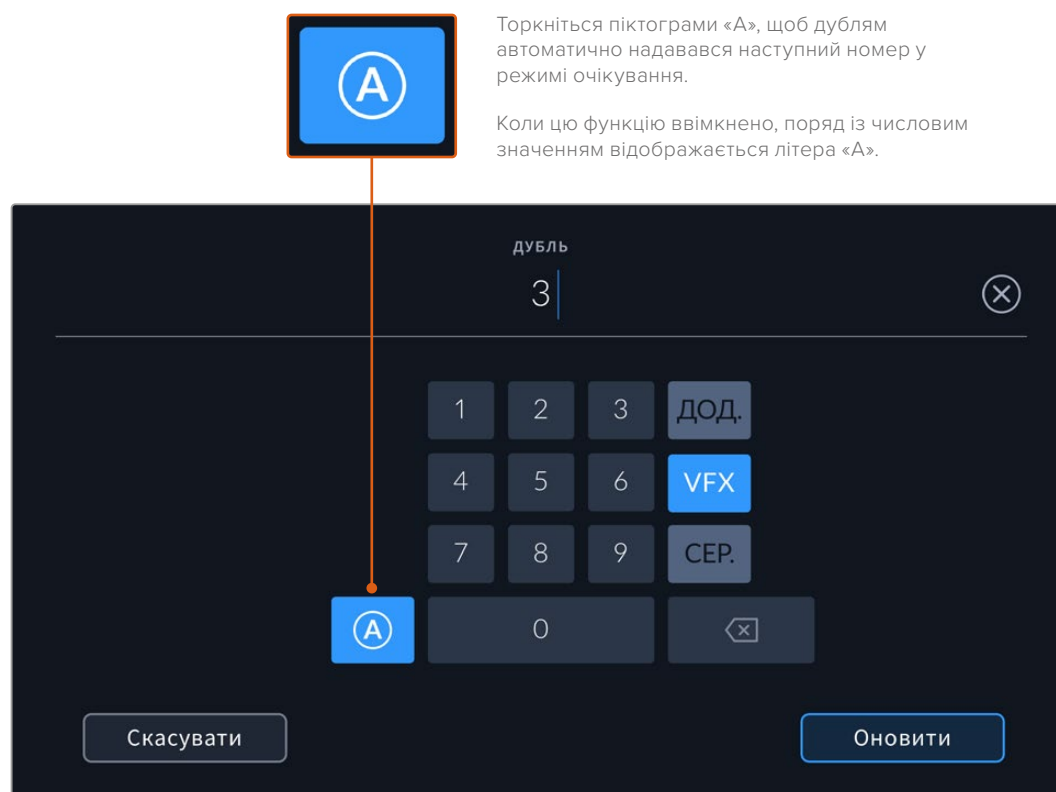 A
Торкніться піктограми «A», щоб дублям
автоматично надавався наступний номер у
режимі очікування.
Коли цю функцію ввімкнено, поряд із числовим
значенням відображається літера «A».
ДУБЛЬ
3
1 2 3 ДОД.
4 5 6 VFX
7 8 9 СЕР.
A 0
Скасувати Оновити